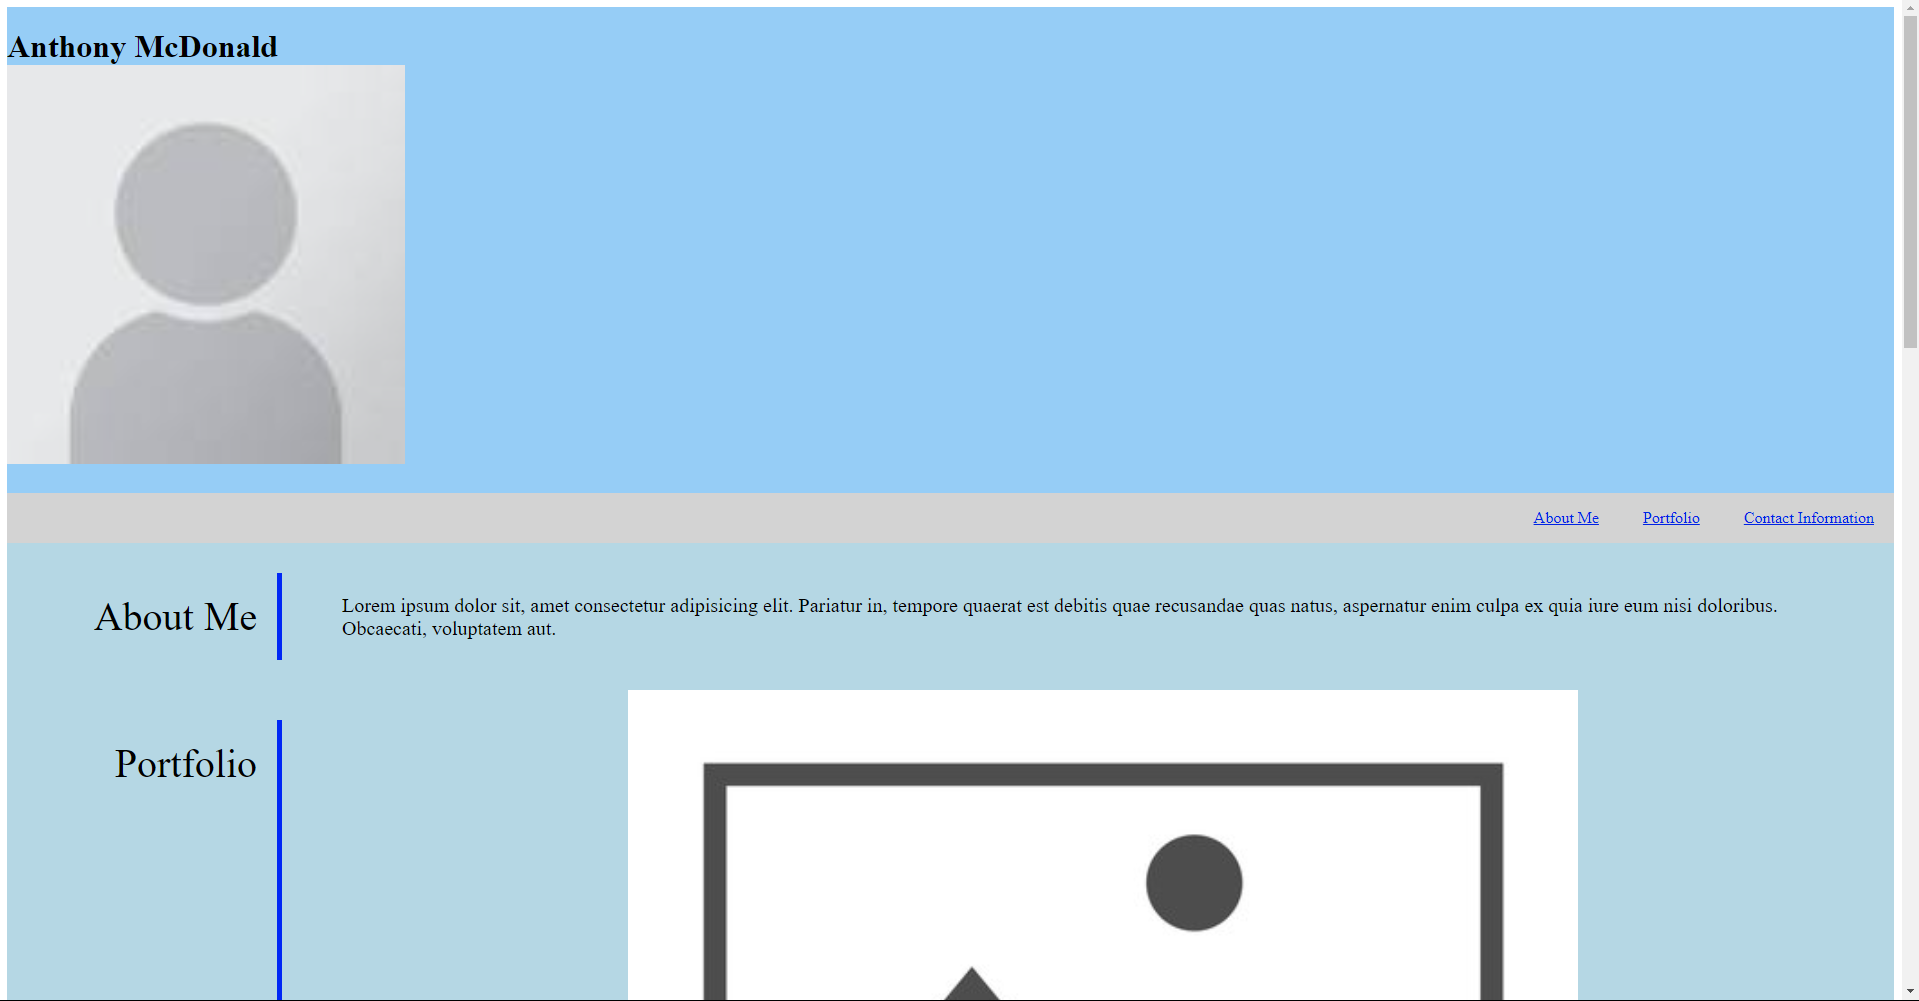 Anthony McDonald
About Me
Portfolio
Contact Information
About Me
Lorem ipsum dolor sit, amet consectetur adipisicing elit. Pariatur in, tempore quaerat est debitis quae recusandae quas natus, aspernatur enim culpa ex quia iure eum nisi doloribus.
Obcaecati, voluptatem aut.
Portfolio